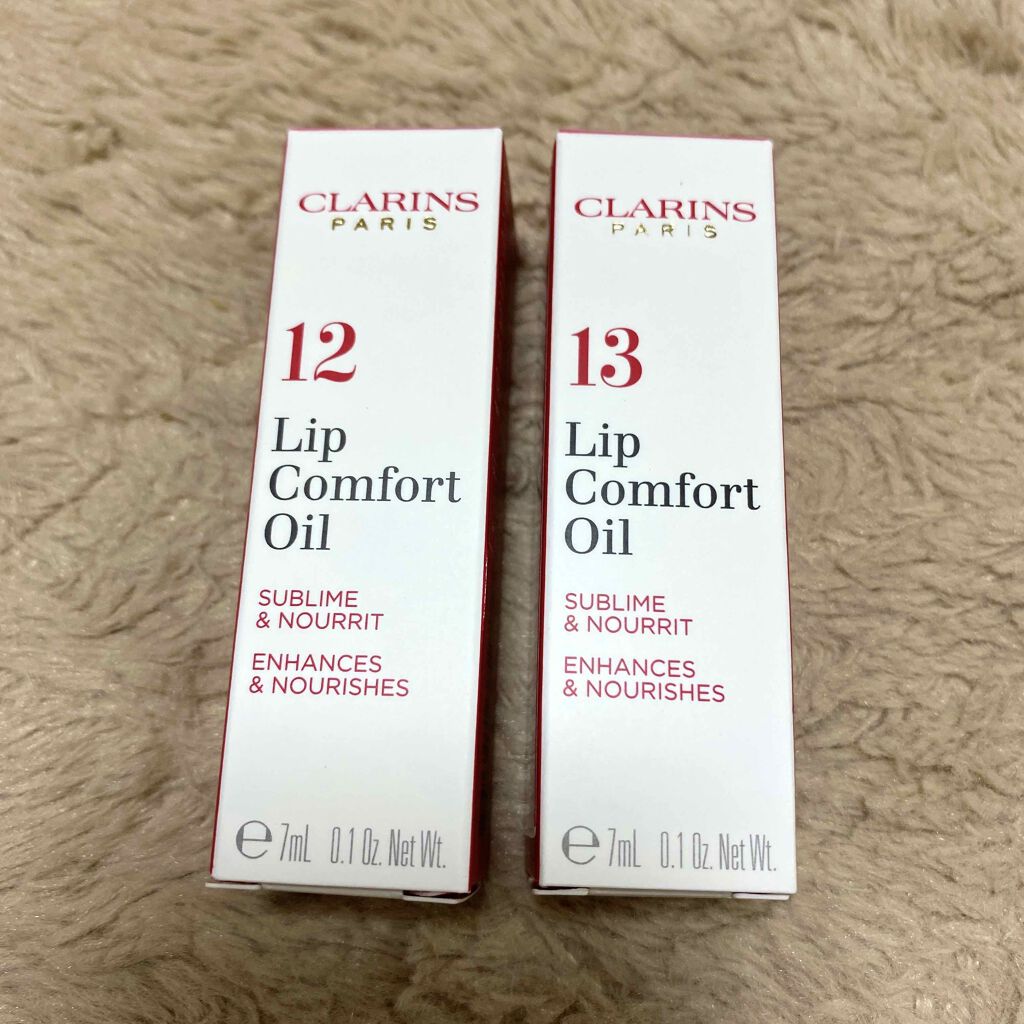 CLARINS
PARIS
12
Lip
Comfort
Oil
SUBLIME
& NOURRIT
ENHANCES
& NOURISHES
e 7mL 0.1 Oz. Net Wt.
CLARINS
PARIS
13
Lip
Comfort
Oil
SUBLIME
& NOURRIT
ENHANCES
& NOURISHES
e 7mL 0.1 Oz. Net Wt.